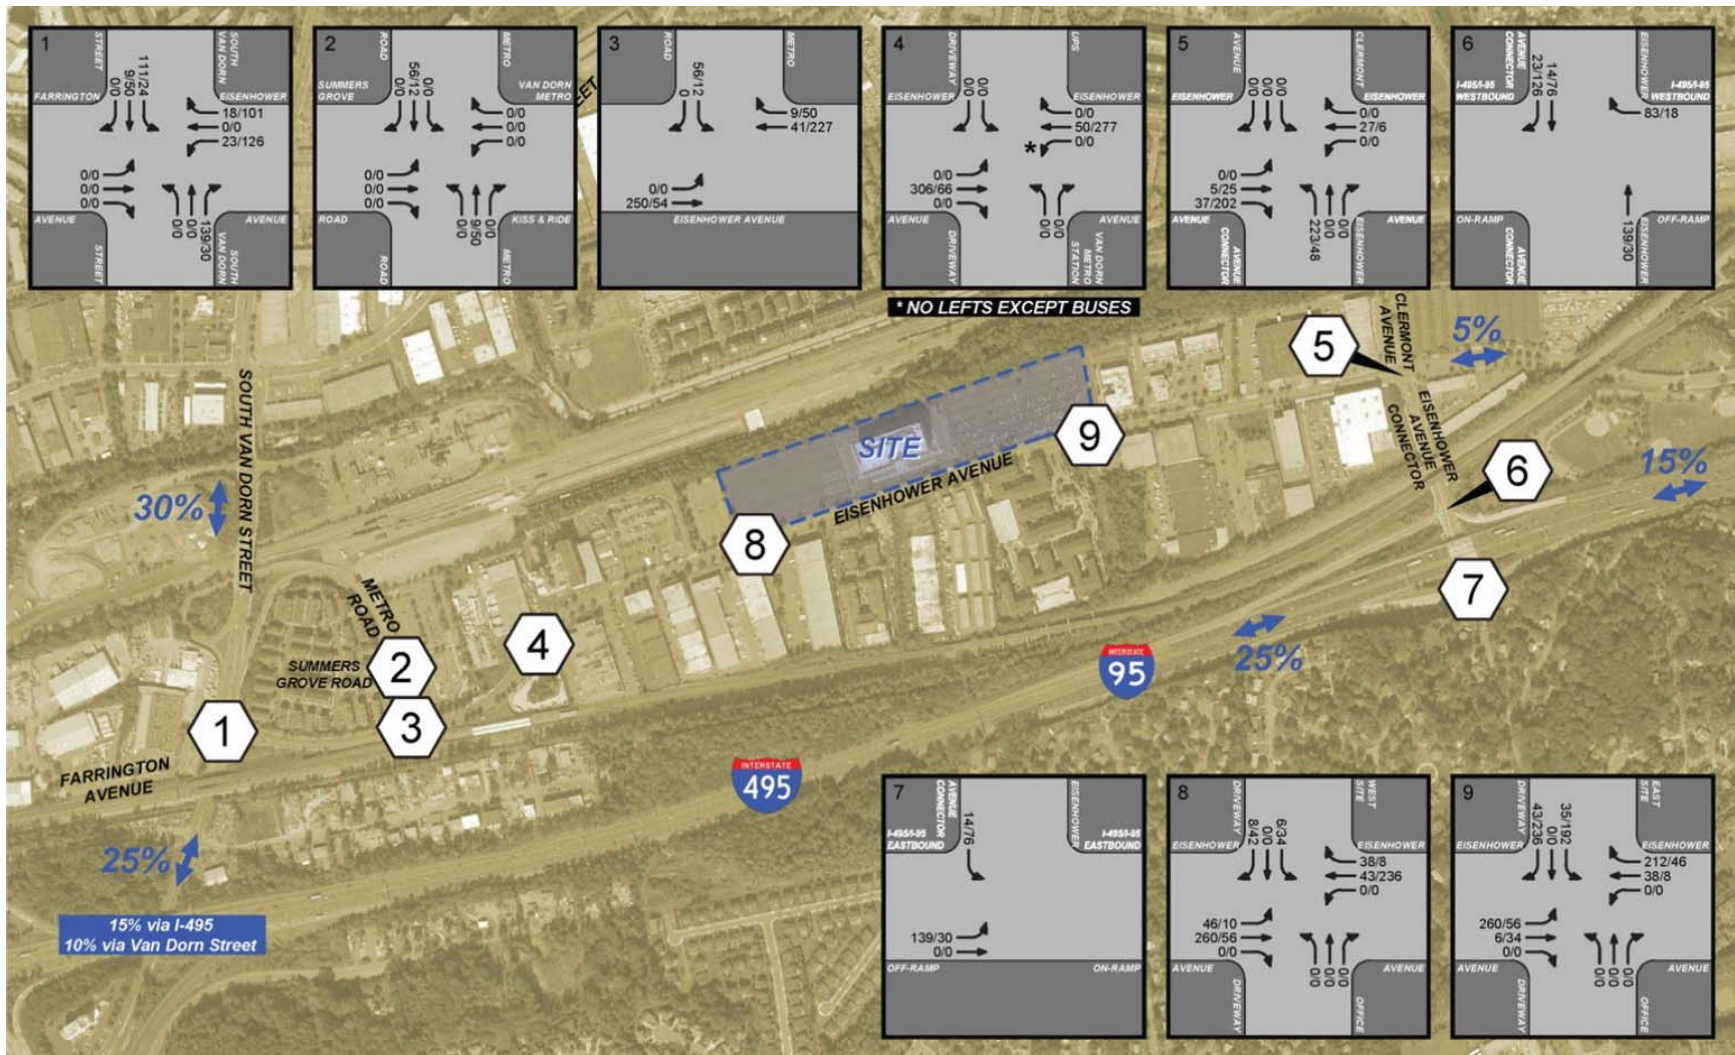 1
STREET
SOUTH
VAN DORN
FARRINGTON
EISENHOWER
0/0
9/50
111/24
18/101
0/0
23/126
0/0
0/0
0/0
0/0
0/0
139/30
AVENUE
AVENUE
STREET
SOUTH
VAN DORN
2
ROAD
METRO
SUMMERS
GROVE
VAN DORN
METRO
0/0
56/12
0/0
0/0
0/0
0/0
0/0
0/0
0/0
0/0
9/50
0/0
ROAD
KISS & RIDE
ROAD
METRO
3
ROAD
METRO
0
56/12
9/50
41/227
0/0
250/54
EISENHOWER AVENUE
4
DRIVEWAY
UPS
EISENHOWER
EISENHOWER
0/0
0/0
0/0
0/0
50/277
0/0
*
0/0
306/66
0/0
0/0
0/0
AVENUE
DRIVEWAY
VAN DORN
METRO
STATION
* NO LEFTS EXCEPT BUSES
5
AVENUE
CLERMONT
EISENHOWER
EISENHOWER
0/0
0/0
0/0
0/0
27/6
0/0
0/0
5/25
37/202
223/48
0/0
0/0
AVENUE
AVENUE
AVENUE
CONNECTOR
EISENHOWER
6
AVENUE
CONNECTOR
EISENHOWER
I-495/I-95
WESTBOUND
I-495/I-95
WESTBOUND
23/126
14/76
83/18
139/30
ON-RAMP
OFF-RAMP
AVENUE
CONNECTOR
EISENHOWER
EET
SOUTH VAN DORN STREET
30%
METRO
ROAD
SUMMERS
GROVE ROAD
1
2
3
4
FARRINGTON
AVENUE
25%
15% via I-495
10% via Van Dorn Street
SITE
EISENHOWER AVENUE
8
9
5
CLERMONT
AVENUE
5%
EISENHOWER
AVENUE
CONNECTOR
6
15%
7
25%
INTERSTATE
95
INTERSTATE
495
7
AVENUE
CONNECTOR
EISENHOWER
I-495/I-95
EASTBOUND
I-495/I-95
EASTBOUND
14/76
139/30
0/0
OFF-RAMP
ON-RAMP
8
DRIVEWAY
WEST
SITE
EISENHOWER
EISENHOWER
8/42
0/0
6/34
38/8
43/236
0/0
46/10
260/56
0/0
0/0
0/0
0/0
AVENUE
AVENUE
DRIVEWAY
OFFICE
9
DRIVEWAY
EAST
SITE
EISENHOWER
EISENHOWER
43/236
0/0
35/192
212/46
38/8
0/0
260/56
6/34
0/0
0/0
0/0
0/0
AVENUE
AVENUE
DRIVEWAY
OFFICE